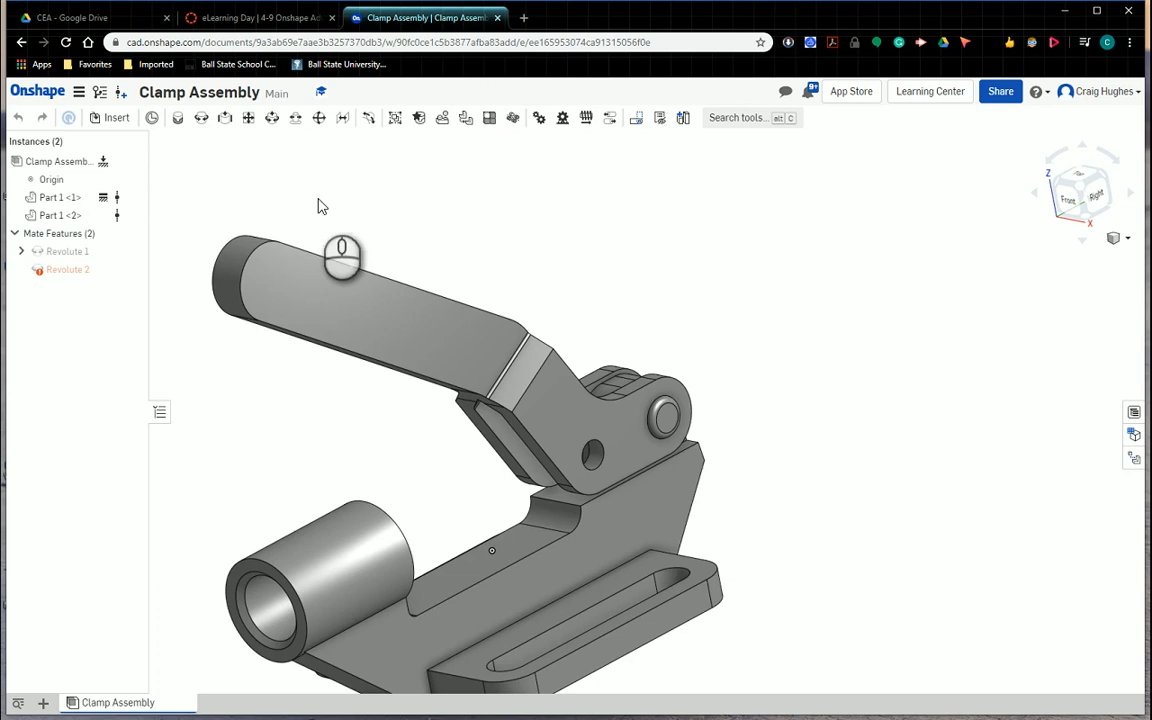 CEA - Google Drive
eLearning Day | 4-9 Onshape Ad
Clamp Assembly | Clamp Assem
cad.onshape.com/documents/9a3ab69e7aae3b3257370db3/w/90fc0ce1c5b3877afba83add/e/ee165953074ca91315056f0e
Apps
Favorites
Imported
Ball State School C...
Ball State University...
Onshape
Clamp Assembly
Main
9+
App Store
Learning Center
Share
Craig Hughes
Insert
Search tools...
alt C
Instances (2)
Clamp Assemb...
Origin
Part 1 <1>
Part 1 <2>
Mate Features (2)
Revolute 1
Revolute 2
Z
Top
Front
Right
X
Clamp Assembly